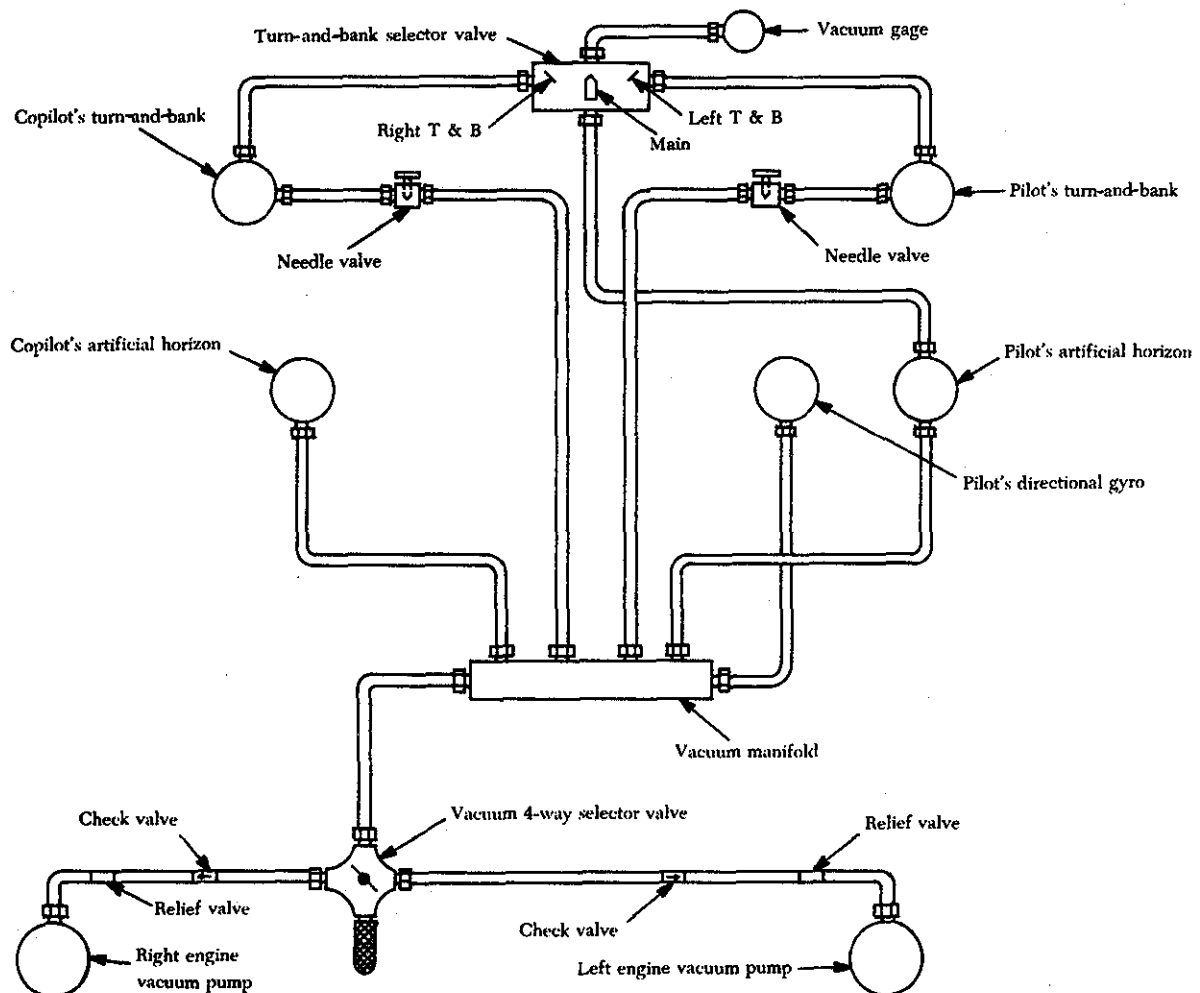 Turn-and-bank selector valve
Vacuum gage
Copilot's turn-and-bank
Right T & B
Main
Left T & B
Pilot's turn-and-bank
Needle valve
Needle valve
Copilot's artificial horizon
Pilot's artificial horizon
Pilot's directional gyro
Vacuum manifold
Check valve
Vacuum 4-way selector valve
Relief valve
Relief valve
Check valve
Right engine
vacuum pump
Left engine vacuum pump